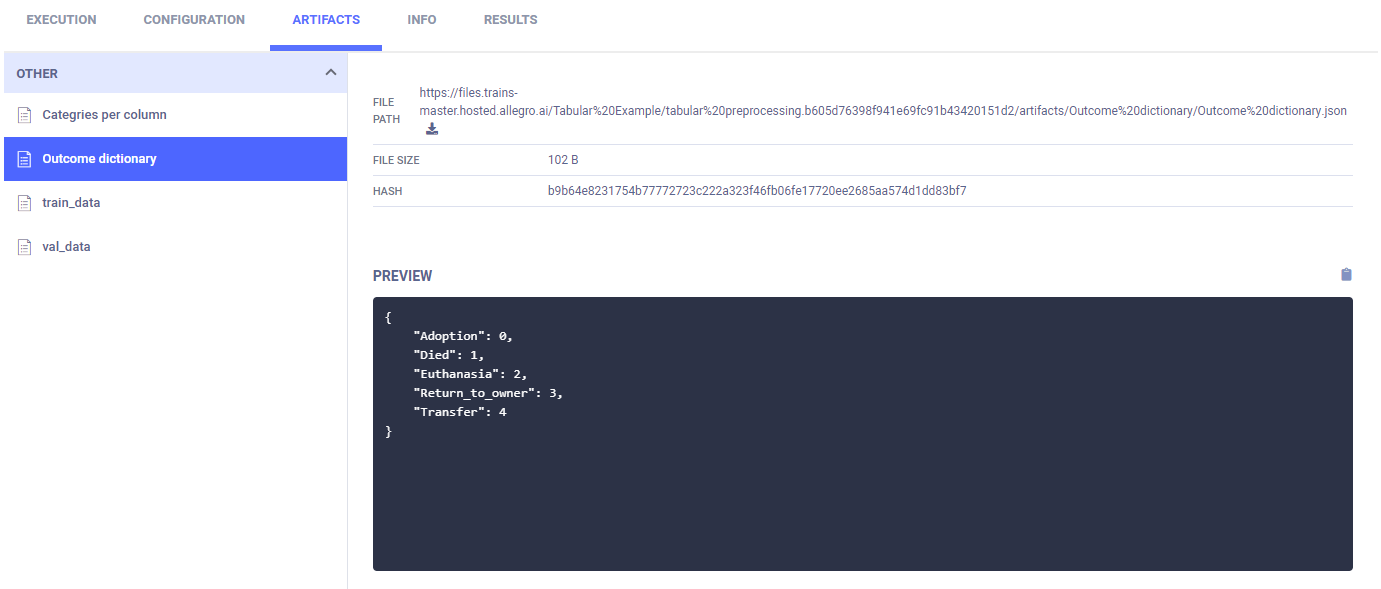 EXECUTION CONFIGURATION ARTIFACTS INFO RESULTS
OTHER
Categries per column
Outcome dictionary
train_data
val_data
FILE PATH
https://files.trains-
master.hosted.allegro.ai/Tabular%20Example/tabular%20preprocessing.b605d76398f941e69fc91b43420151d2/artifacts/Outcome%20dictionary/Outcome%20dictionary.json
FILE SIZE 102 B
HASH b9b64e8231754b77772723c222a323f46fb06fe17720ee2685aa574d1dd83bf7
PREVIEW
{
    "Adoption": 0,
    "Died": 1,
    "Euthanasia": 2,
    "Return_to_owner": 3,
    "Transfer": 4
}